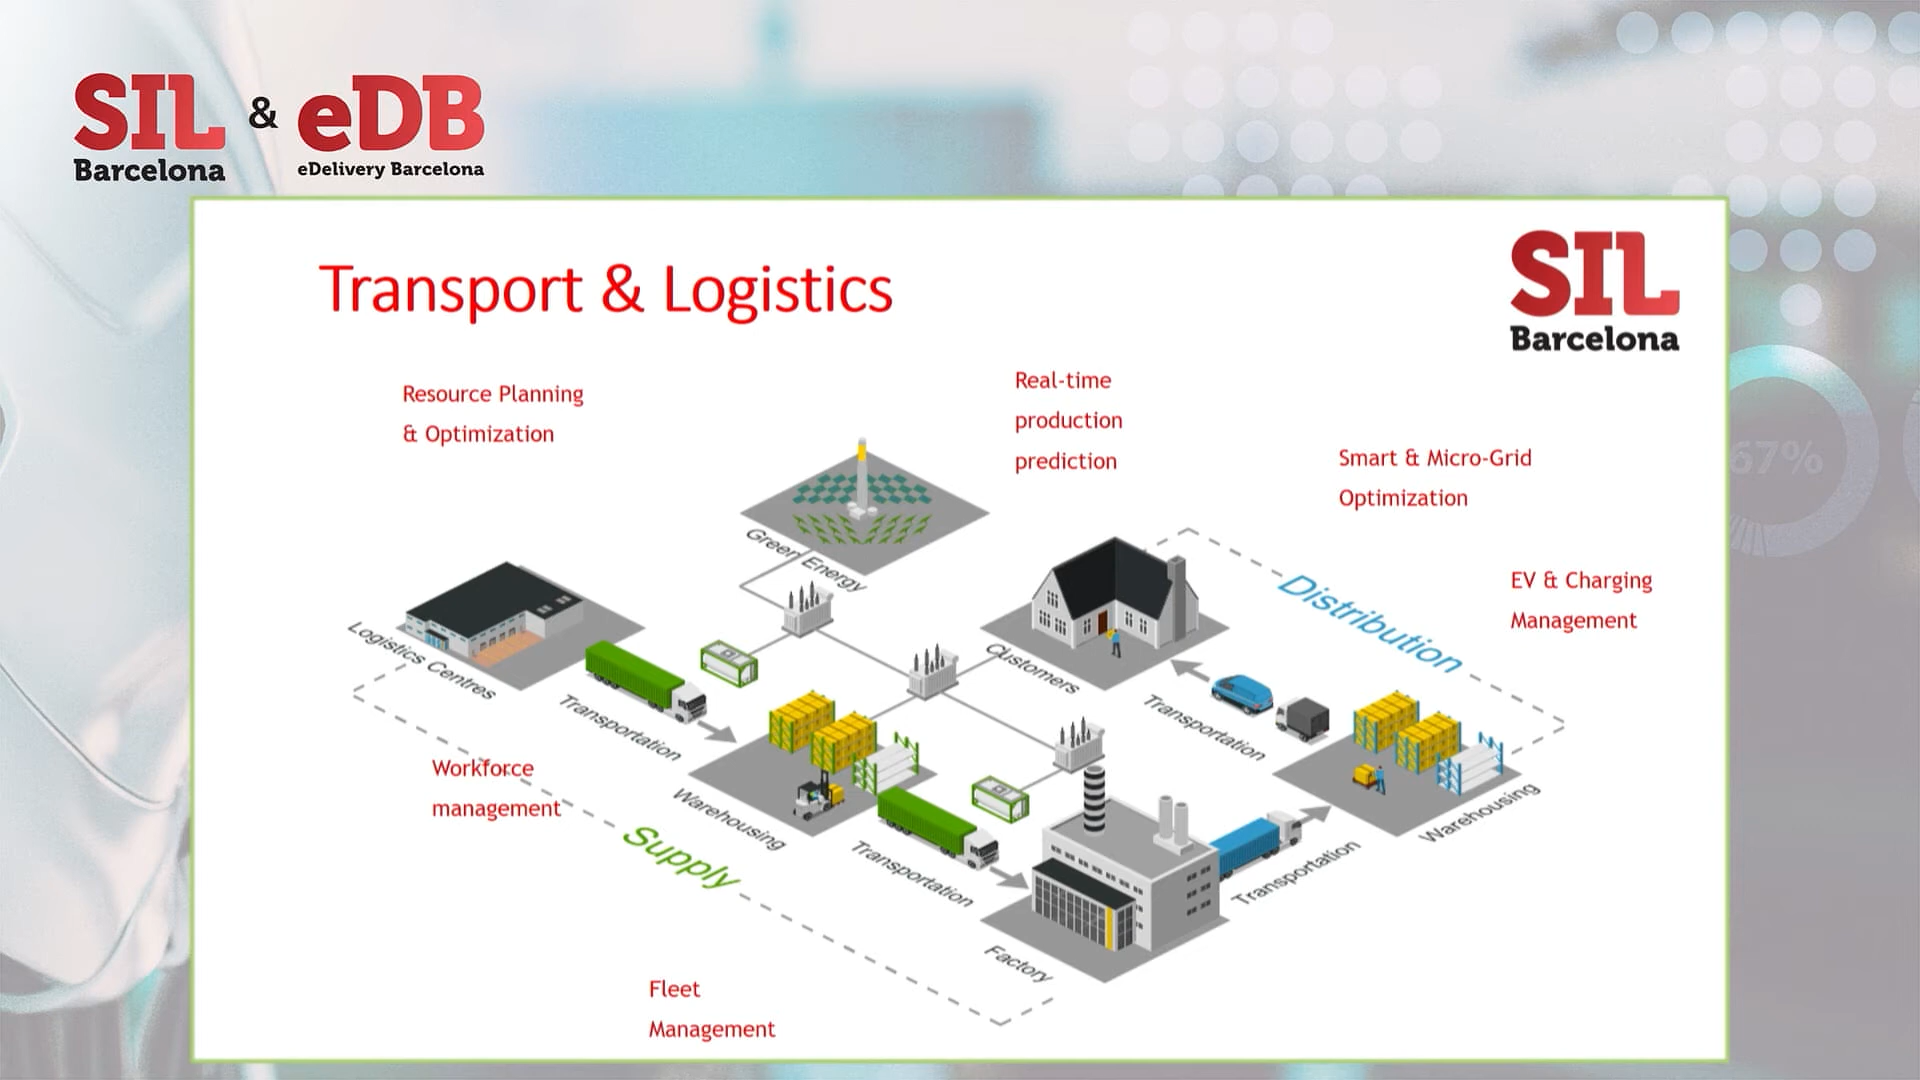 SIL & eDB
Barcelona
eDelivery Barcelona
Transport & Logistics
SIL
Barcelona
Resource Planning
& Optimization
Real-time
production
prediction
Smart & Micro-Grid
Optimization
EV & Charging
Management
Green Energy
Distribution
Logistics Centres
Customers
Transportation
Transportation
Workforce
management
Warehousing
Warehousing
Supply
Transportation
Transportation
Factory
Fleet
Management
67%